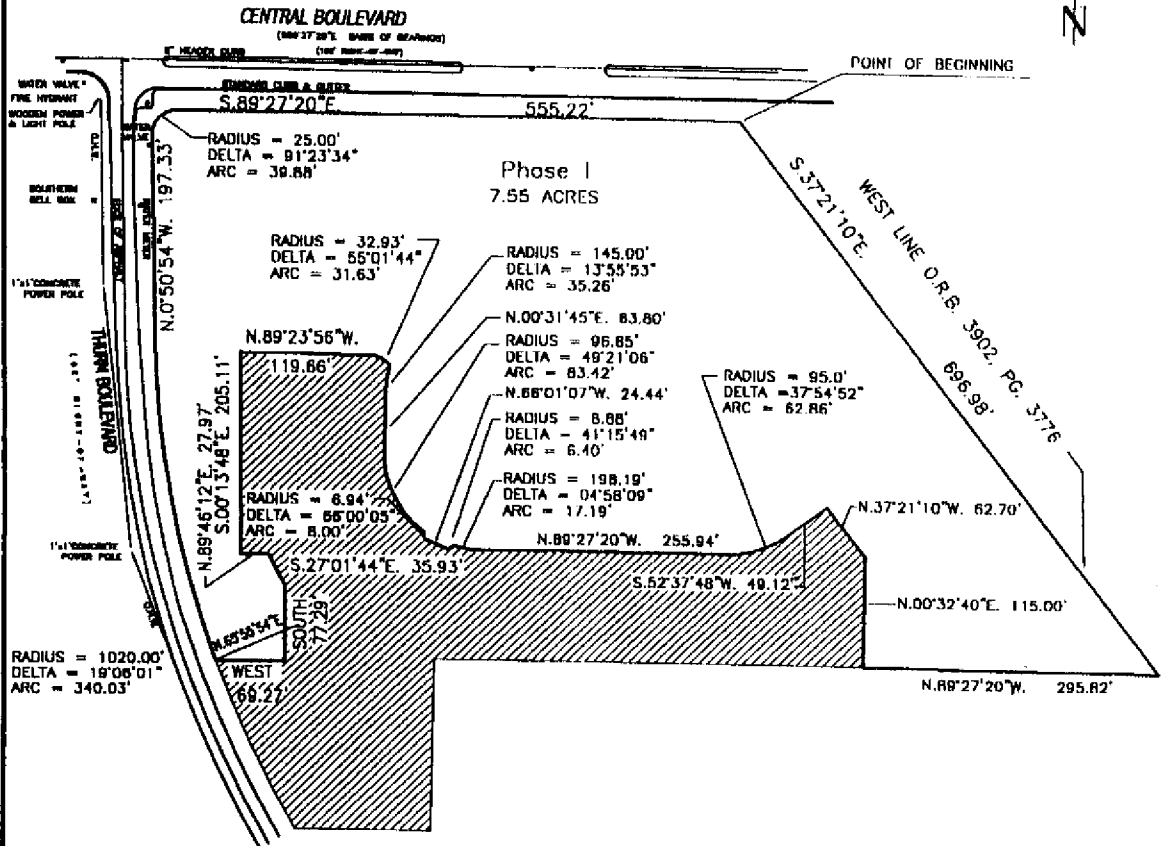 CENTRAL BOULEVARD
N
8" HEADER CURB
POINT OF BEGINNING
WATER VALVE
FIRE HYDRANT
WOODEN POWER
& LIGHT POLE
STANDARD CURB & GUTTER
S.89°27'20"E.
555.22'
RADIUS = 25.00'
DELTA = 91°23'34"
ARC = 39.88'
Phase I
7.55 ACRES
N.0°50'54"W. 197.33'
SOUTHERN
BELL BOX
S.37°21'10"E.
WEST LINE O.R.B. 3902, PG. 3776
696.98'
RADIUS = 32.93'
DELTA = 55°01'44"
ARC = 31.63'
RADIUS = 145.00'
DELTA = 13°55'53"
ARC = 35.26'
1'x1' CONCRETE
POWER POLE
N.00°31'45"E. 83.80'
N.89°23'56"W.
119.66'
RADIUS = 96.85'
DELTA = 49°21'06"
ARC = 83.42'
RADIUS = 95.0'
DELTA =37°54'52"
ARC = 62.86'
N.66°01'07"W. 24.44'
RADIUS = 8.88'
DELTA = 41°15'49"
ARC = 6.40'
THURM BOULEVARD
N.89°46'12"E. 27.97'
S.00°13'48"E. 205.11'
RADIUS = 198.19'
DELTA = 04°58'09"
ARC = 17.19'
RADIUS = 6.94'
DELTA = 66°00'05"
ARC = 8.00'
N.37°21'10"W. 62.70'
N.89°27'20"W. 255.94'
1'x1' CONCRETE
POWER POLE
S.27°01'44"E. 35.93'
S.52°37'48"W. 49.12'
N.00°32'40"E. 115.00'
SOUTH
77.29'
RADIUS = 1020.00'
DELTA = 19°06'01"
ARC = 340.03'
WEST
69.27'
N.89°27'20"W. 295.82'